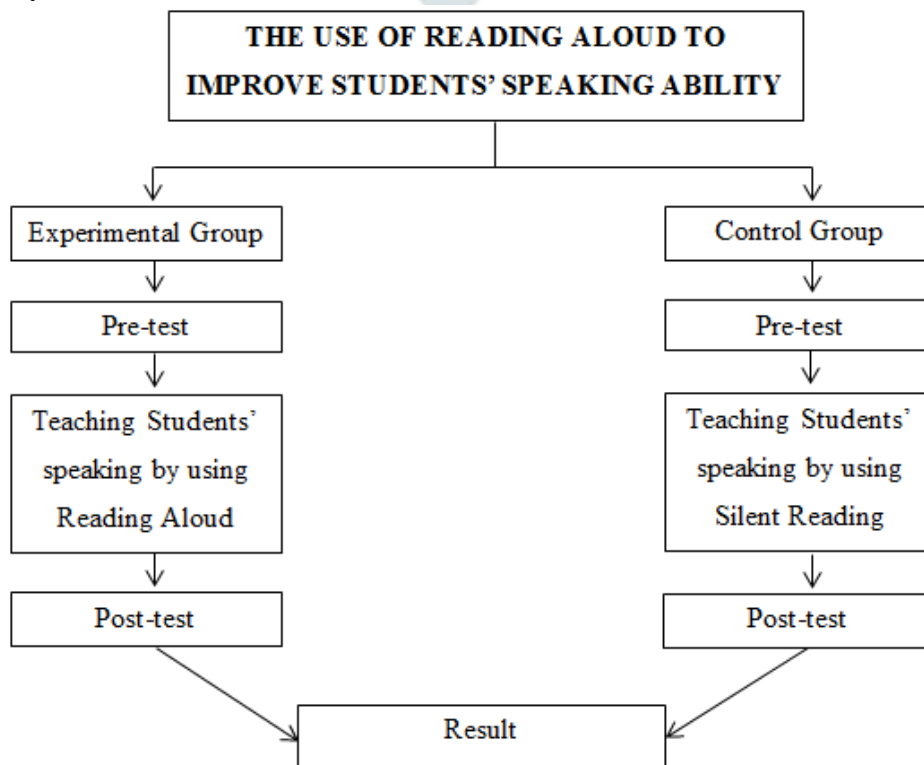 THE USE OF READING ALOUD TO
IMPROVE STUDENTS’ SPEAKING ABILITY
Experimental Group
Control Group
Pre-test
Pre-test
Teaching Students’
speaking by using
Reading Aloud
Teaching Students’
speaking by using
Silent Reading
Post-test
Post-test
Result